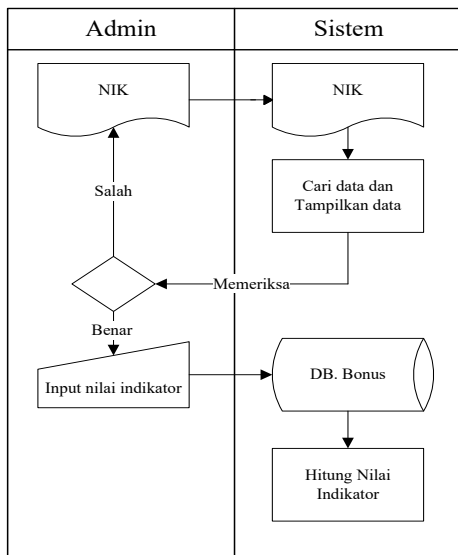 Admin
Sistem
NIK
NIK
Salah
Cari data dan
Tampilkan data
Memeriksa
Benar
Input nilai indikator
DB. Bonus
Hitung Nilai
Indikator